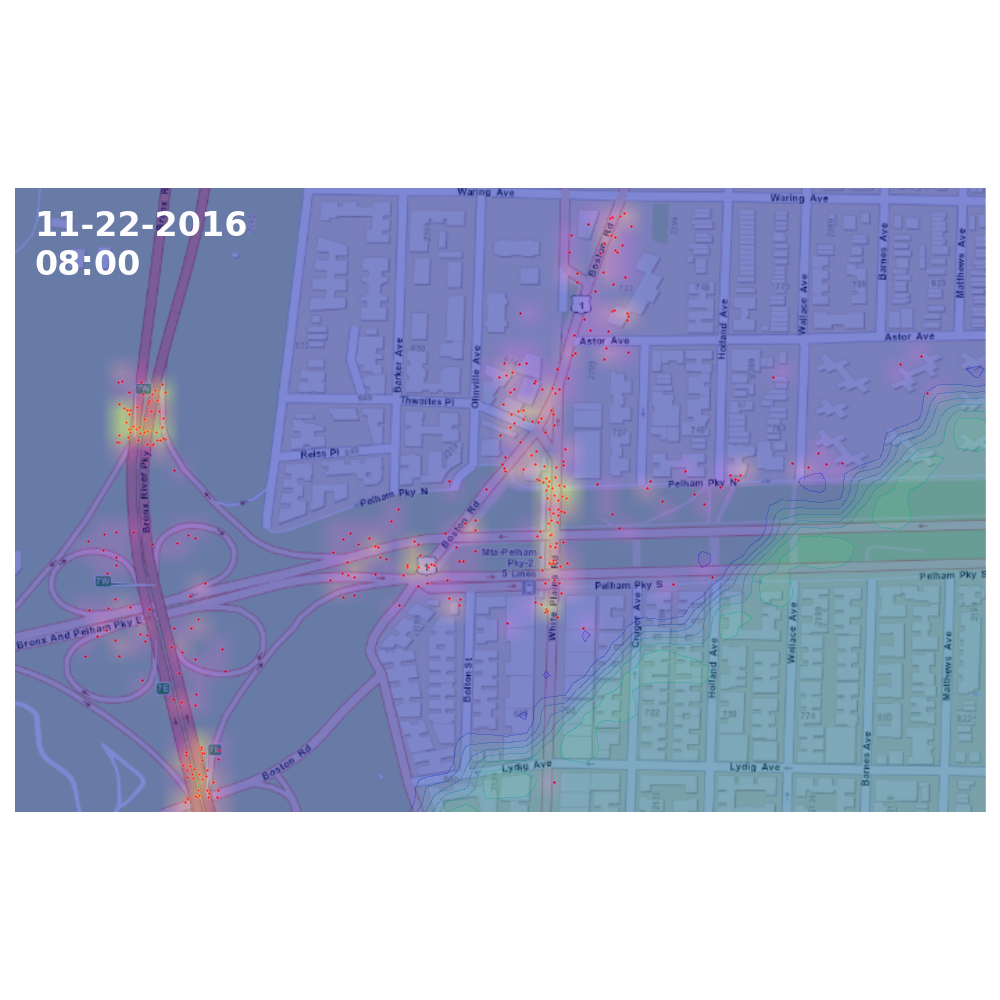 Waring Ave
Waring Ave
11-22-2016
08:00
Boston Rd
Barnes Ave
Matthews Ave
1
Wallace Ave
Holland Ave
Astor Ave
Astor Ave
Barker Ave
Olinville Ave
7W
Thwaites Pl
Reiss Pl
Pelham Pky N
Pelham Pky N
Bronx River Pky
Boston Rd
Mta-Pelham
Pky-2,
5 Lines
1
7W
Pelham Pky S
Pelham Pky S
White Plains Rd
Cruger Ave
Bronx And Pelham Pky E
Wallace Ave
Holland Ave
Matthews Ave
Bolton St
7E
Barnes Ave
Boston Rd
Lydig Ave
Lydig Ave